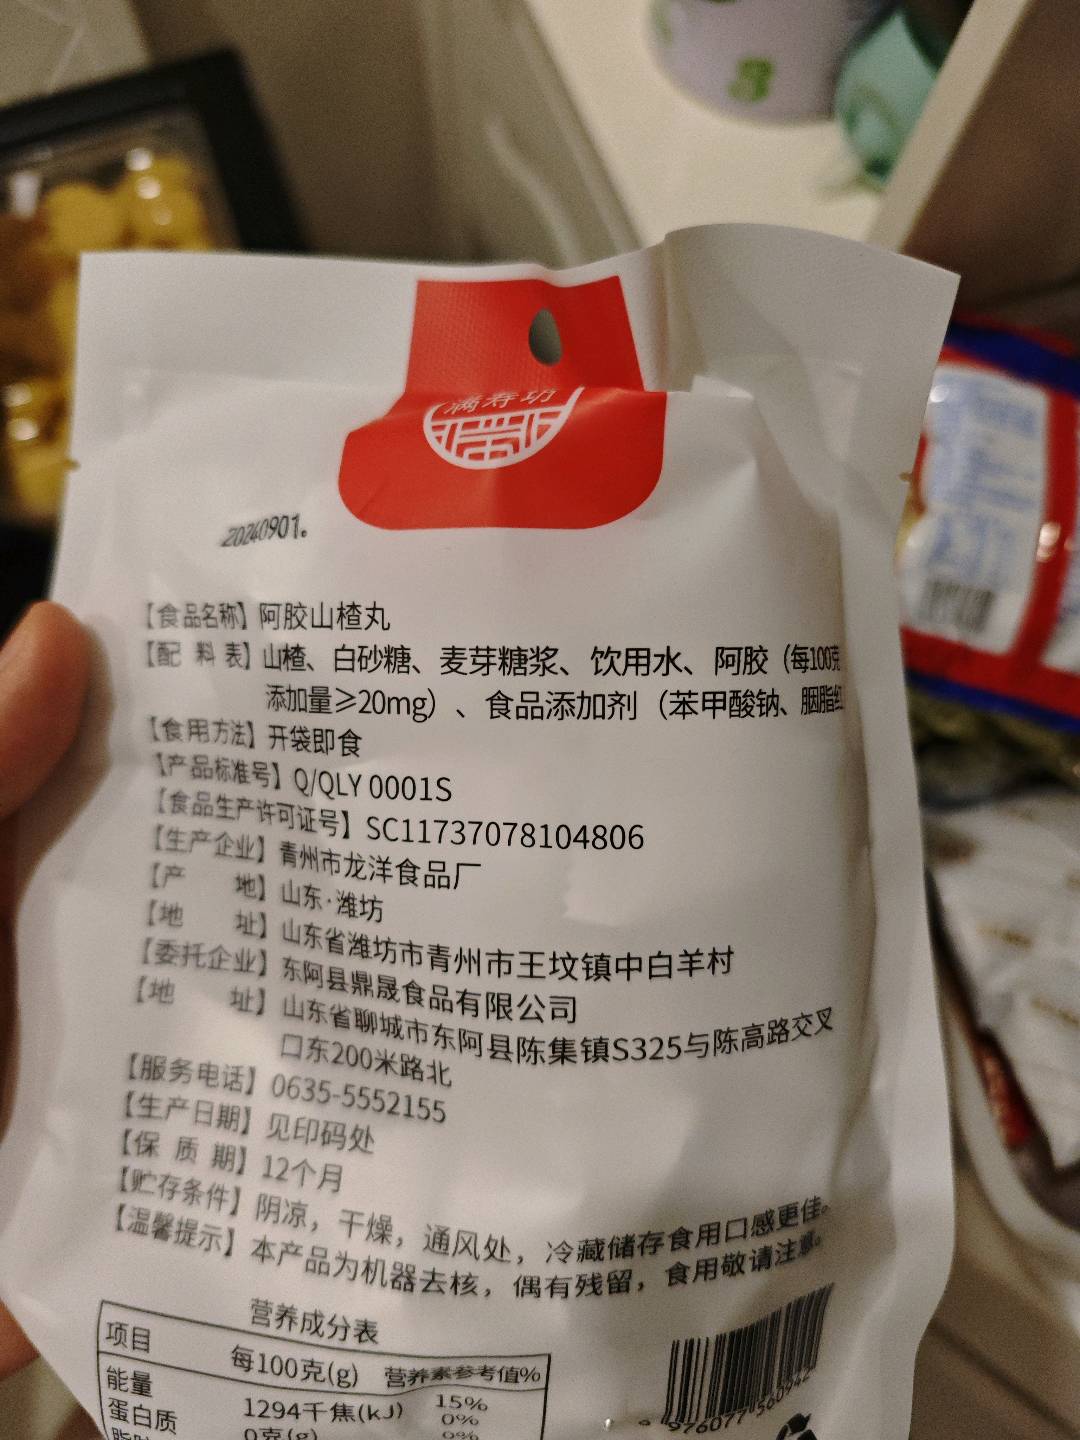 满寿功
20240901.
【食品名称】阿胶山楂丸
【配 料 表】山楂、白砂糖、麦芽糖浆、饮用水、阿胶（每100克
添加量≥20mg）、食品添加剂（苯甲酸钠、胭脂红
【食用方法】开袋即食
【产品标准号】Q/QLY 0001S
【食品生产许可证号】SC11737078104806
【生产企业】青州市龙洋食品厂
【产 地】山东·潍坊
【地 址】山东省潍坊市青州市王坟镇中白羊村
【委托企业】东阿县鼎晟食品有限公司
【地 址】山东省聊城市东阿县陈集镇S325与陈高路交叉
口东200米路北
【服务电话】0635-5552155
【生产日期】见印码处
【保 质 期】12个月
【贮存条件】阴凉，干燥，通风处，冷藏储存食用口感更佳。
【温馨提示】本产品为机器去核，偶有残留，食用敬请注意。
营养成分表
项目 每100克(g) 营养素参考值%
能量 1294千焦(kJ) 15%
蛋白质 0克(g) 0%
0%
9 976077 560942